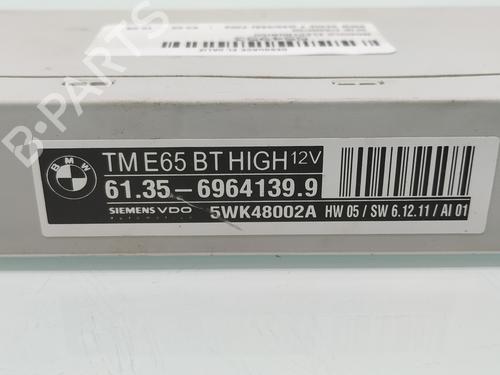 BMW
TM E65 BT HIGH 12V
61.35-6964139.9
SIEMENS VDO
Automotive
5WK48002A
HW 05 / SW 6.12.11 / AI 01
B-PARTS